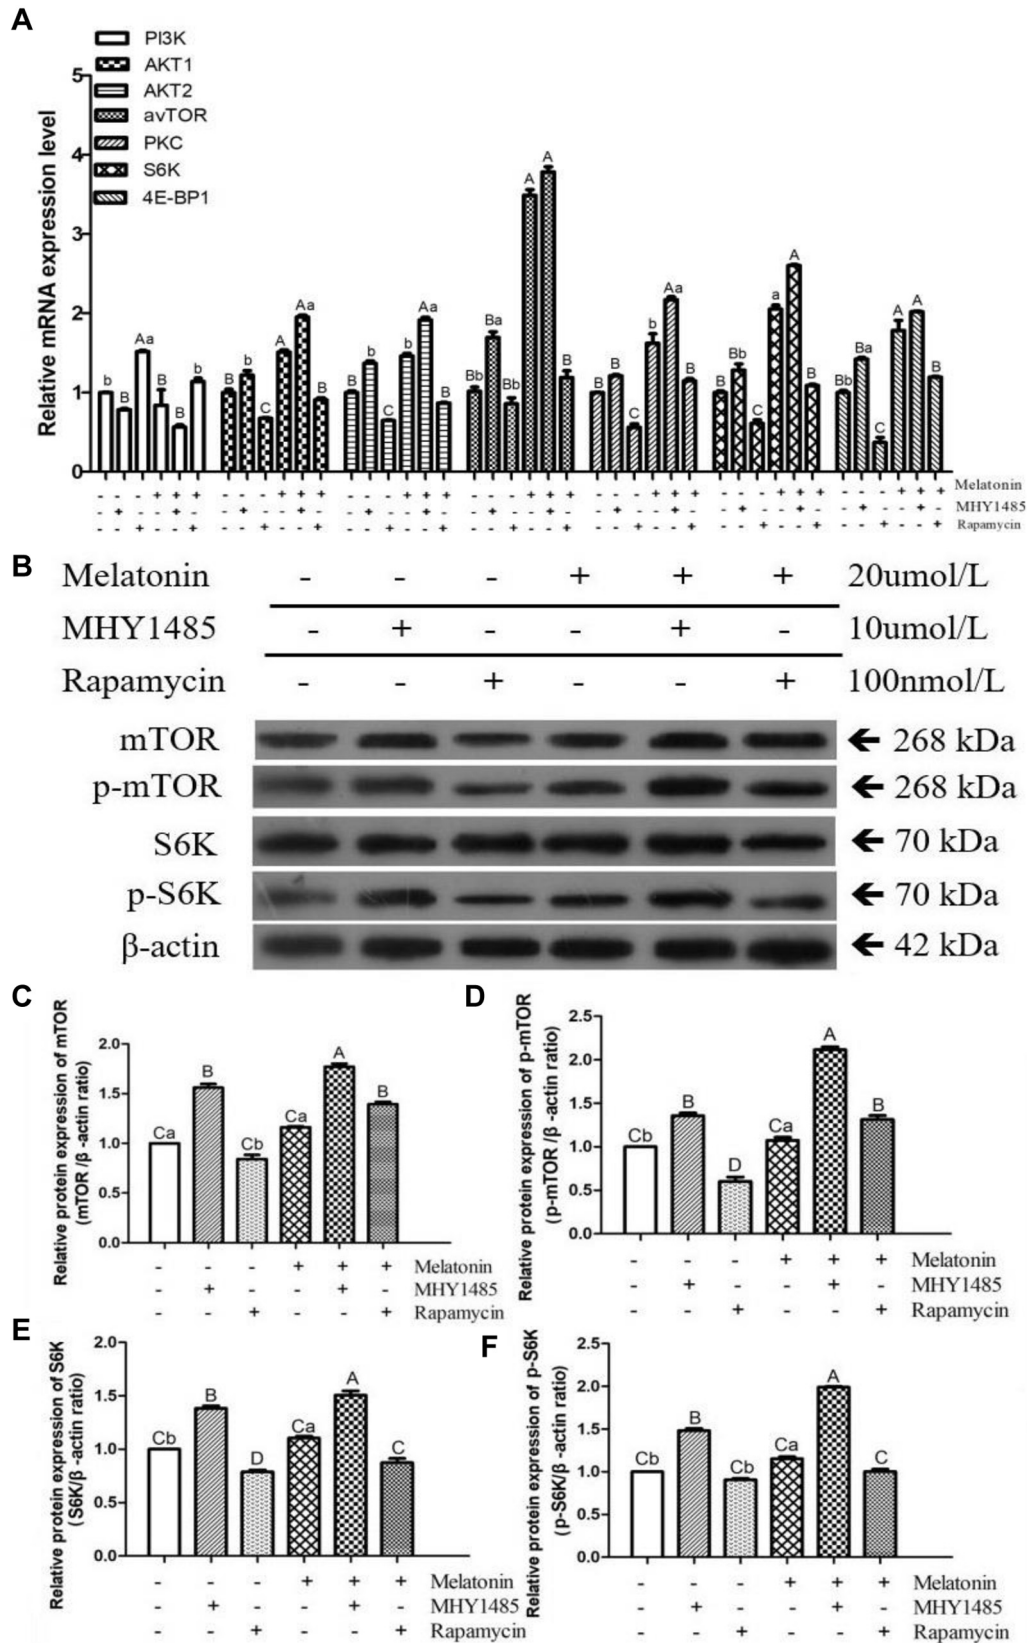 A
PI3K
AKT1
AKT2
avTOR
PKC
S6K
4E-BP1
Relative mRNA expression level
5
4
3
2
1
0
b B Aa B B b
B b C A Aa B
B b C b Aa B
Bb Ba Bb A A B
B B C b Aa B
B Bb C a A B
Bb Ba C A A B
- - - + + + - - - + + + - - - + + + - - - + + + - - - + + + - - - + + + - - - + + + Melatonin
- + - - + - - + - - + - - + - - + - - + - - + - - + - - + - - + - - + - - + - - + - MHY1485
- - + - - + - - + - - + - - + - - + - - + - - + - - + - - + - - + - - + - - + - - + Rapamycin
B
Melatonin - - - + + + 20umol/L
MHY1485 - + - - + - 10umol/L
Rapamycin - - + - - + 100nmol/L
mTOR ← 268 kDa
p-mTOR ← 268 kDa
S6K ← 70 kDa
p-S6K ← 70 kDa
β-actin ← 42 kDa
C
Relative protein expression of mTOR
(mTOR /β -actin ratio)
2.0
1.5
1.0
0.5
0.0
Ca B Cb Ca A B
- - - + + + Melatonin
- + - - + - MHY1485
- - + - - + Rapamycin
D
Relative protein expression of p-mTOR
(p-mTOR /β -actin ratio)
2.5
2.0
1.5
1.0
0.5
0.0
Cb B D Ca A B
- - - + + + Melatonin
- + - - + - MHY1485
- - + - - + Rapamycin
E
Relative protein expression of S6K
(S6K/β -actin ratio)
2.0
1.5
1.0
0.5
0.0
Cb B D Ca A C
- - - + + + Melatonin
- + - - + - MHY1485
- - + - - + Rapamycin
F
Relative protein expression of p-S6K
(p-S6K/β -actin ratio)
2.5
2.0
1.5
1.0
0.5
0.0
Cb B Cb Ca A C
- - - + + + Melatonin
- + - - + - MHY1485
- - + - - + Rapamycin